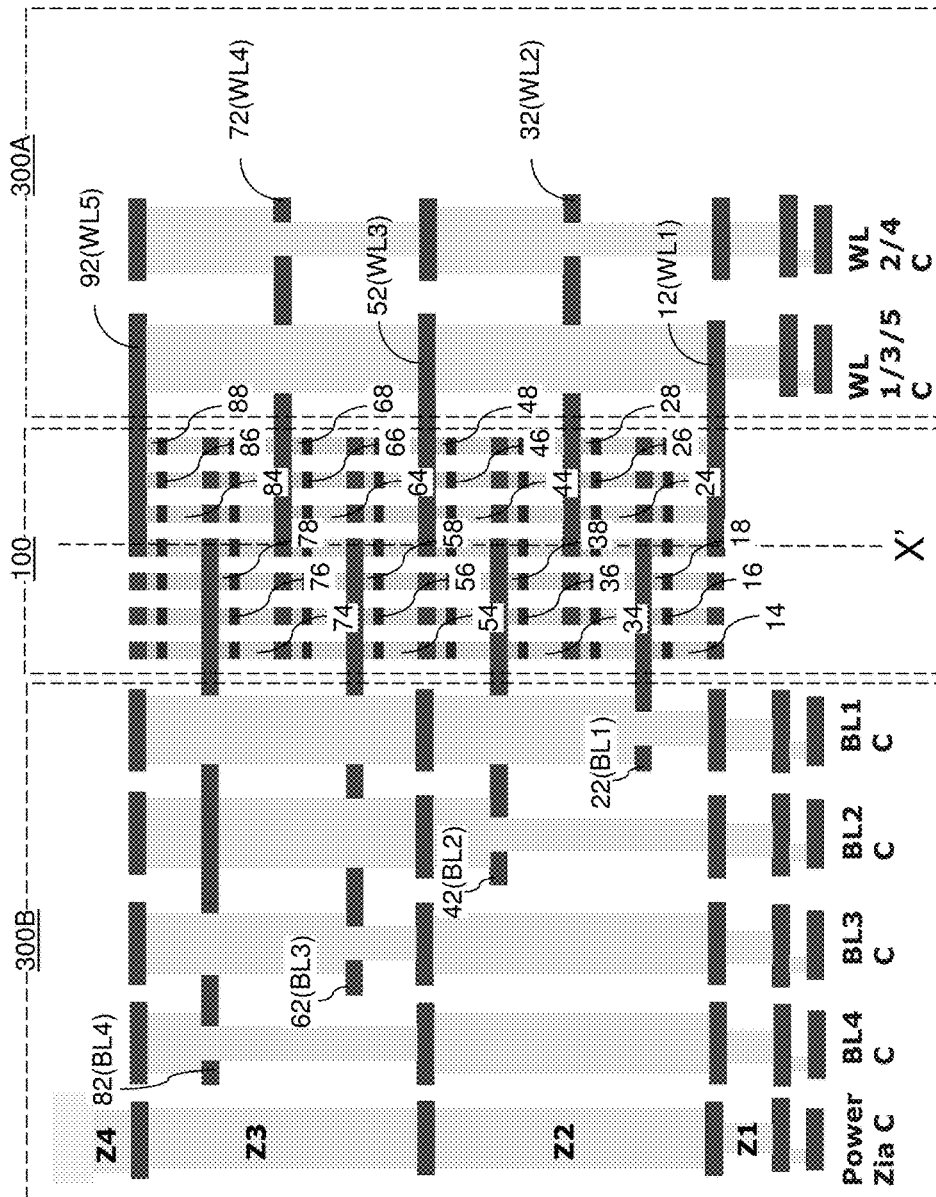 300B
100
300A
82(BL4)
62(BL3)
42(BL2)
22(BL1)
92(WL5)
72(WL4)
52(WL3)
32(WL2)
12(WL1)
Z4
Z3
Z2
Z1
88
86
84
78
76
74
68
66
64
58
56
54
48
46
44
38
36
34
28
26
24
18
16
14
X'
Power
Zia C
BL4
C
BL3
C
BL2
C
BL1
C
WL
1/3/5
C
WL
2/4
C